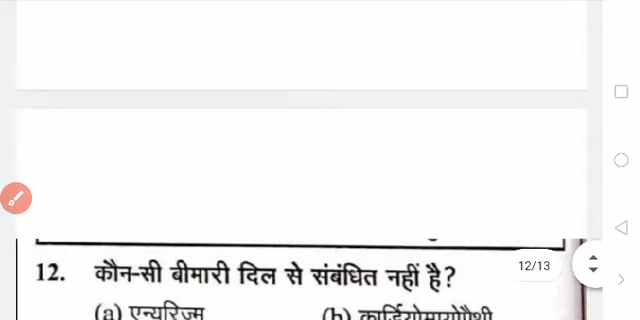 12. कौन-सी बीमारी दिल से संबंधित नहीं है?
12/13
(a) एन्यूरिज्म (b) कार्डियोमायोपैथी